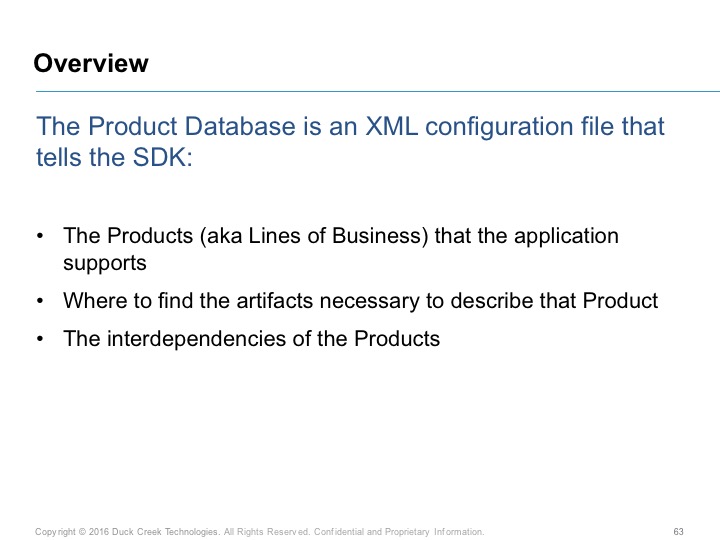 Overview
The Product Database is an XML configuration file that
tells the SDK:
• The Products (aka Lines of Business) that the application
supports
• Where to find the artifacts necessary to describe that Product
• The interdependencies of the Products
Copyright © 2016 Duck Creek Technologies. All Rights Reserved. Confidential and Proprietary Information. 63